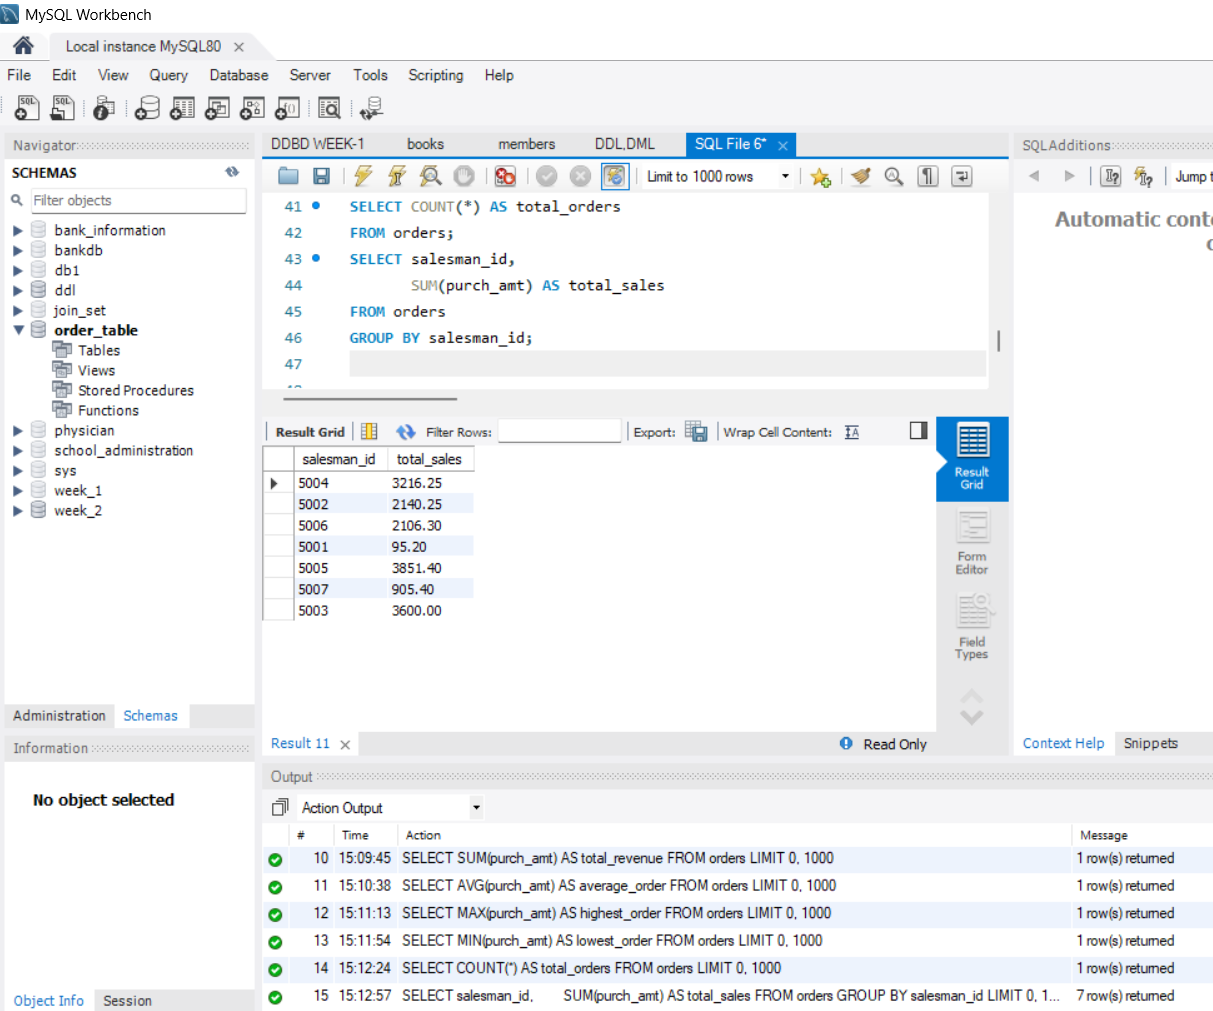 MySQL Workbench
Local instance MySQL80
File Edit View Query Database Server Tools Scripting Help
Navigator
SCHEMAS
Filter objects
bank_information
bankdb
db1
ddl
join_set
order_table
Tables
Views
Stored Procedures
Functions
physician
school_administration
sys
week_1
week_2
Administration Schemas
Information
No object selected
Object Info Session
DDBD WEEK-1 books members DDL,DML SQL File 6*
Limit to 1000 rows
41 SELECT COUNT(*) AS total_orders
42 FROM orders;
43 SELECT salesman_id,
44 SUM(purch_amt) AS total_sales
45 FROM orders
46 GROUP BY salesman_id;
47
Result Grid Filter Rows: Export: Wrap Cell Content:
salesman_id total_sales
5004 3216.25
5002 2140.25
5006 2106.30
5001 95.20
5005 3851.40
5007 905.40
5003 3600.00
Result Grid
Form Editor
Field Types
Result 11 Read Only
SQLAdditions
Jump t
Automatic cont
Context Help Snippets
Output
Action Output
# Time Action Message
10 15:09:45 SELECT SUM(purch_amt) AS total_revenue FROM orders LIMIT 0, 1000 1 row(s) returned
11 15:10:38 SELECT AVG(purch_amt) AS average_order FROM orders LIMIT 0, 1000 1 row(s) returned
12 15:11:13 SELECT MAX(purch_amt) AS highest_order FROM orders LIMIT 0, 1000 1 row(s) returned
13 15:11:54 SELECT MIN(purch_amt) AS lowest_order FROM orders LIMIT 0, 1000 1 row(s) returned
14 15:12:24 SELECT COUNT(*) AS total_orders FROM orders LIMIT 0, 1000 1 row(s) returned
15 15:12:57 SELECT salesman_id, SUM(purch_amt) AS total_sales FROM orders GROUP BY salesman_id LIMIT 0, 1... 7 row(s) returned